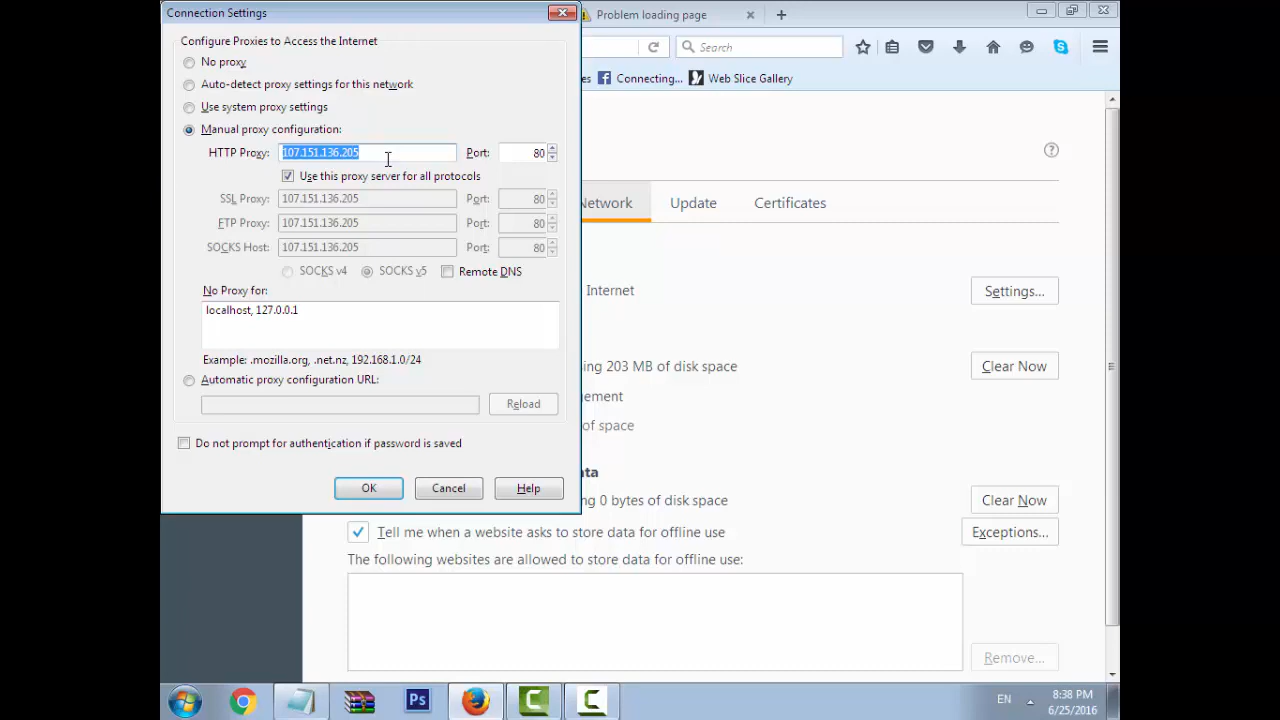 Connection Settings
Problem loading page
Search
Connecting...
Web Slice Gallery
Configure Proxies to Access the Internet
No proxy
Auto-detect proxy settings for this network
Use system proxy settings
Manual proxy configuration:
HTTP Proxy: 107.151.136.205 Port: 80
Use this proxy server for all protocols
SSL Proxy: 107.151.136.205 Port: 80
FTP Proxy: 107.151.136.205 Port: 80
SOCKS Host: 107.151.136.205 Port: 80
SOCKS v4 SOCKS v5 Remote DNS
No Proxy for:
localhost, 127.0.0.1
Example: .mozilla.org, .net.nz, 192.168.1.0/24
Automatic proxy configuration URL:
Reload
Do not prompt for authentication if password is saved
OK Cancel Help
Network Update Certificates
Internet
Settings...
203 MB of disk space
Clear Now
of space
0 bytes of disk space
Clear Now
Tell me when a website asks to store data for offline use
Exceptions...
The following websites are allowed to store data for offline use:
Remove...
Ps
EN
8:38 PM
6/25/2016